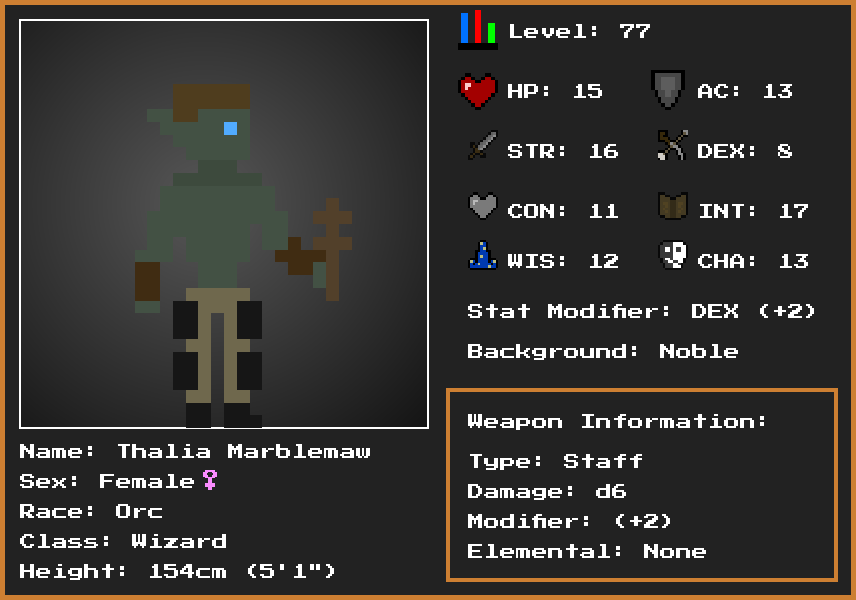 Level: 77
HP: 15
AC: 13
STR: 16
DEX: 8
CON: 11
INT: 17
WIS: 12
CHA: 13
Stat Modifier: DEX (+2)
Background: Noble
Weapon Information:
Type: Staff
Damage: d6
Modifier: (+2)
Elemental: None
Name: Thalia Marblemaw
Sex: Female♀
Race: Orc
Class: Wizard
Height: 154cm (5'1")